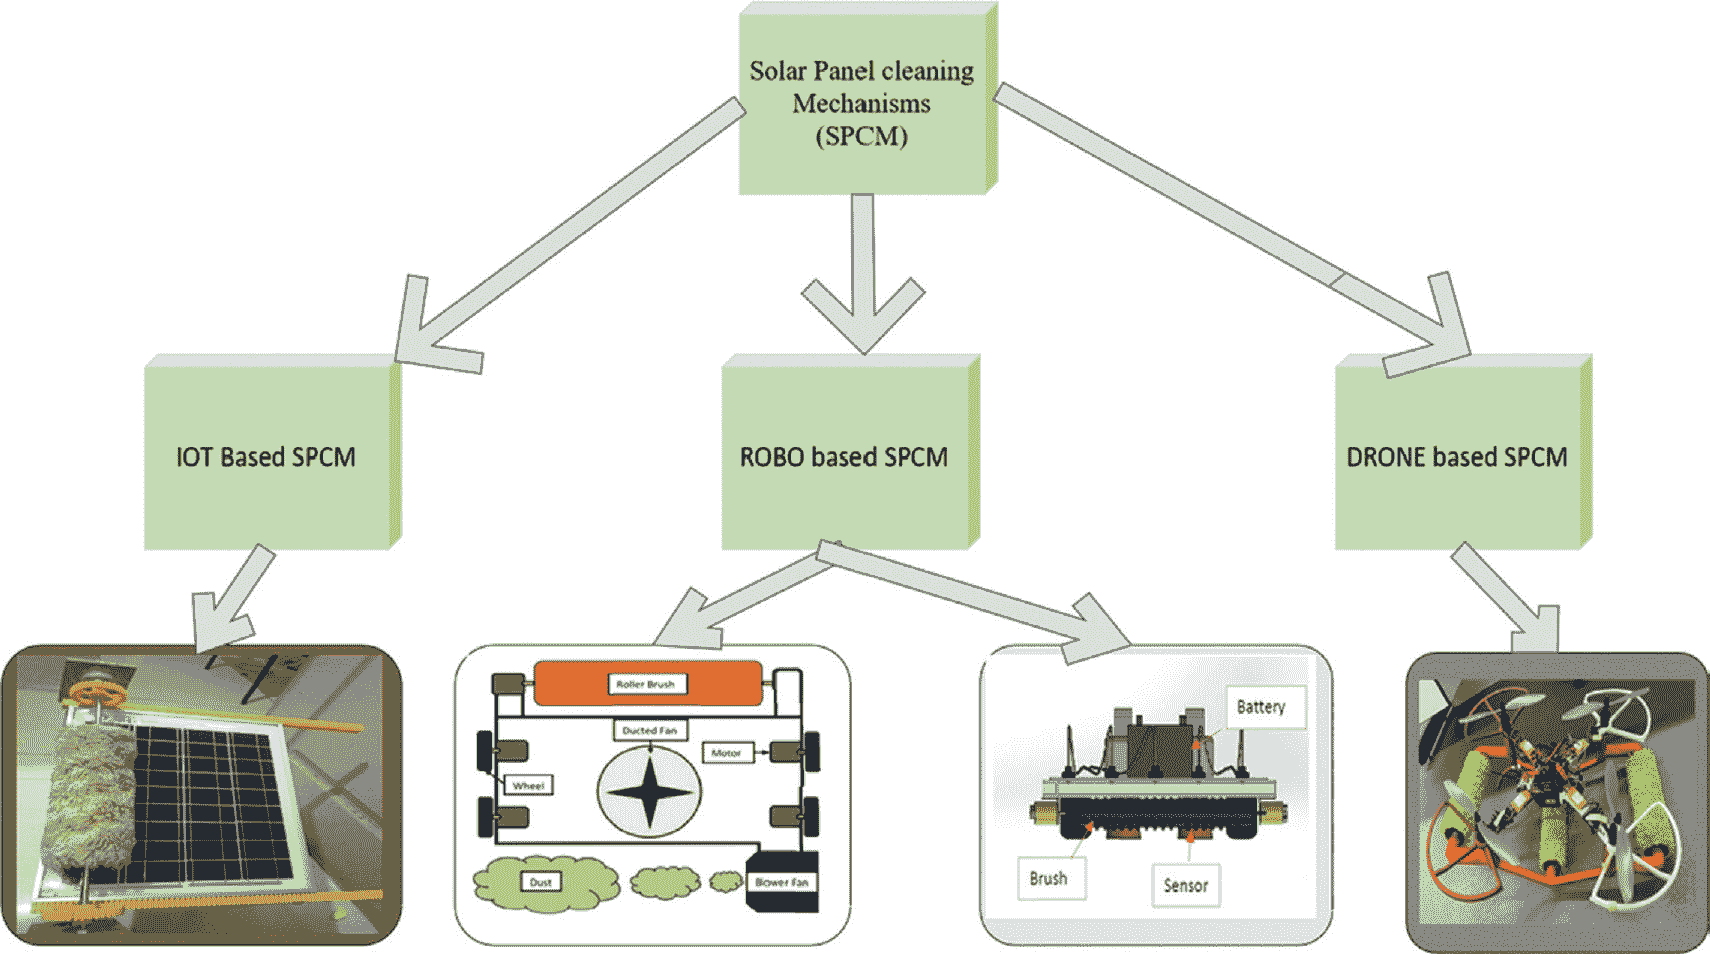 Solar Panel cleaning
Mechanisms
(SPCM)
IOT Based SPCM
ROBO based SPCM
DRONE based SPCM
Roller Brush
Ducted Fan
Motor
Wheel
Dust
Blower Fan
Battery
Brush
Sensor